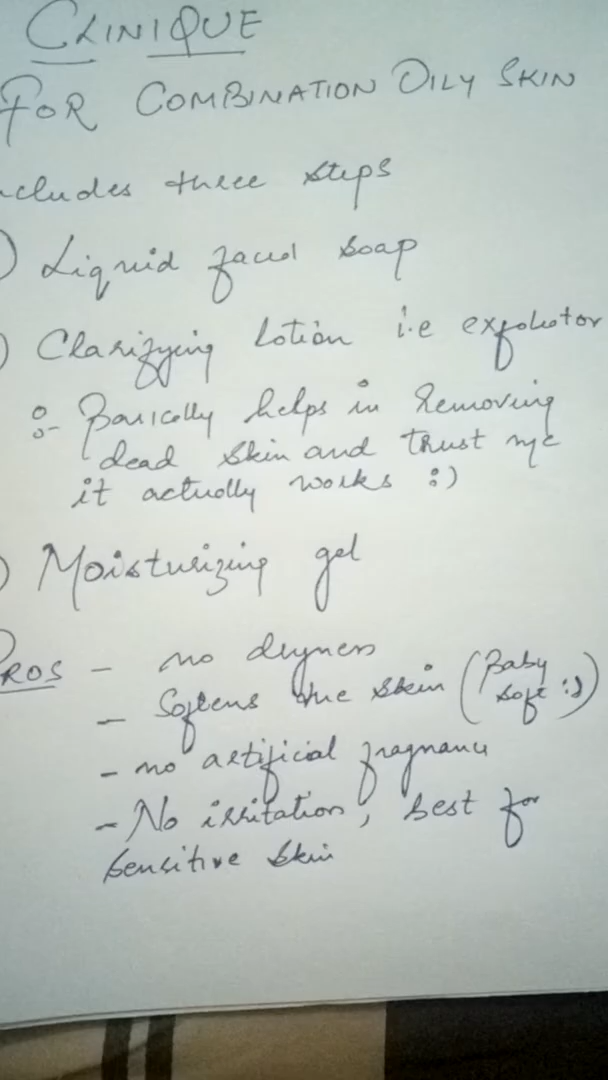 CLINIQUE
FOR COMBINATION OILY SKIN
cludes three steps
) Liquid facial soap
) Clarifying lotion i.e exfoliator
:- Basically helps in removing
dead skin and trust me
it actually works :)
) Moisturizing gel
PROS - no dryness
- Softens the skin (Baby
soft :))
- no artificial fragnance
- No irritation, best for
sensitive skin